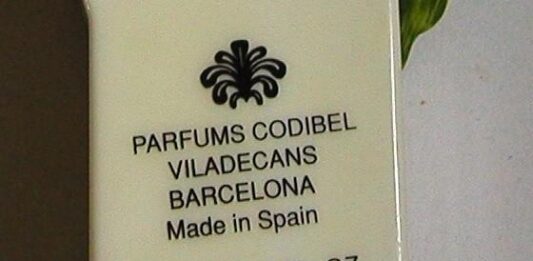 PARFUMS CODIBEL
VILADECANS
BARCELONA
Made in Spain